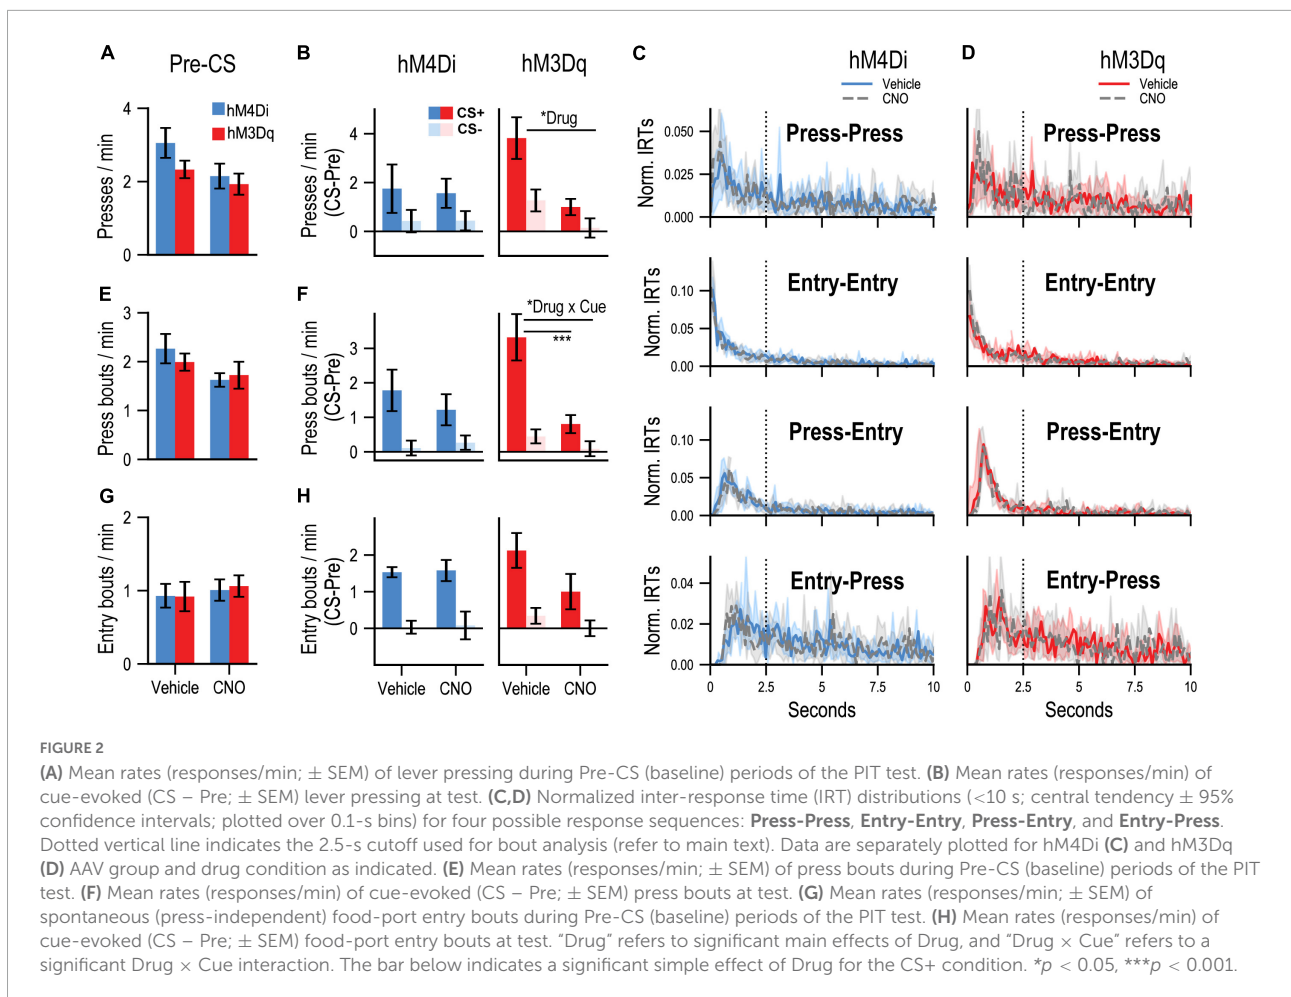 A
Pre-CS
hM4Di
hM3Dq
Presses / min
4
2
0
B
hM4Di
hM3Dq
CS+
CS-
*Drug
Presses / min
(CS-Pre)
4
2
0
C
hM4Di
Vehicle
CNO
Press-Press
Norm. IRTs
0.050
0.025
0.000
D
hM3Dq
Vehicle
CNO
Press-Press
Entry-Entry
Norm. IRTs
0.10
0.05
0.00
Entry-Entry
E
Press bouts / min
3
2
1
0
F
*Drug x Cue
***
Press bouts / min
(CS-Pre)
3
2
1
0
Press-Entry
Norm. IRTs
0.10
0.05
0.00
Press-Entry
G
Entry bouts / min
2
1
0
Vehicle CNO
H
Entry bouts / min
(CS-Pre)
2
1
0
Vehicle CNO
Vehicle CNO
Entry-Press
Norm. IRTs
0.04
0.02
0.00
0 2.5 5 7.5 10
Seconds
Entry-Press
0 2.5 5 7.5 10
Seconds
FIGURE 2
(A) Mean rates (responses/min; ± SEM) of lever pressing during Pre-CS (baseline) periods of the PIT test. (B) Mean rates (responses/min) of
cue-evoked (CS – Pre; ± SEM) lever pressing at test. (C,D) Normalized inter-response time (IRT) distributions (<10 s; central tendency ± 95%
confidence intervals; plotted over 0.1-s bins) for four possible response sequences: Press-Press, Entry-Entry, Press-Entry, and Entry-Press.
Dotted vertical line indicates the 2.5-s cutoff used for bout analysis (refer to main text). Data are separately plotted for hM4Di (C) and hM3Dq
(D) AAV group and drug condition as indicated. (E) Mean rates (responses/min; ± SEM) of press bouts during Pre-CS (baseline) periods of the PIT
test. (F) Mean rates (responses/min) of cue-evoked (CS – Pre; ± SEM) press bouts at test. (G) Mean rates (responses/min; ± SEM) of
spontaneous (press-independent) food-port entry bouts during Pre-CS (baseline) periods of the PIT test. (H) Mean rates (responses/min) of
cue-evoked (CS – Pre; ± SEM) food-port entry bouts at test. "Drug" refers to significant main effects of Drug, and "Drug × Cue" refers to a
significant Drug × Cue interaction. The bar below indicates a significant simple effect of Drug for the CS+ condition. *p < 0.05, ***p < 0.001.